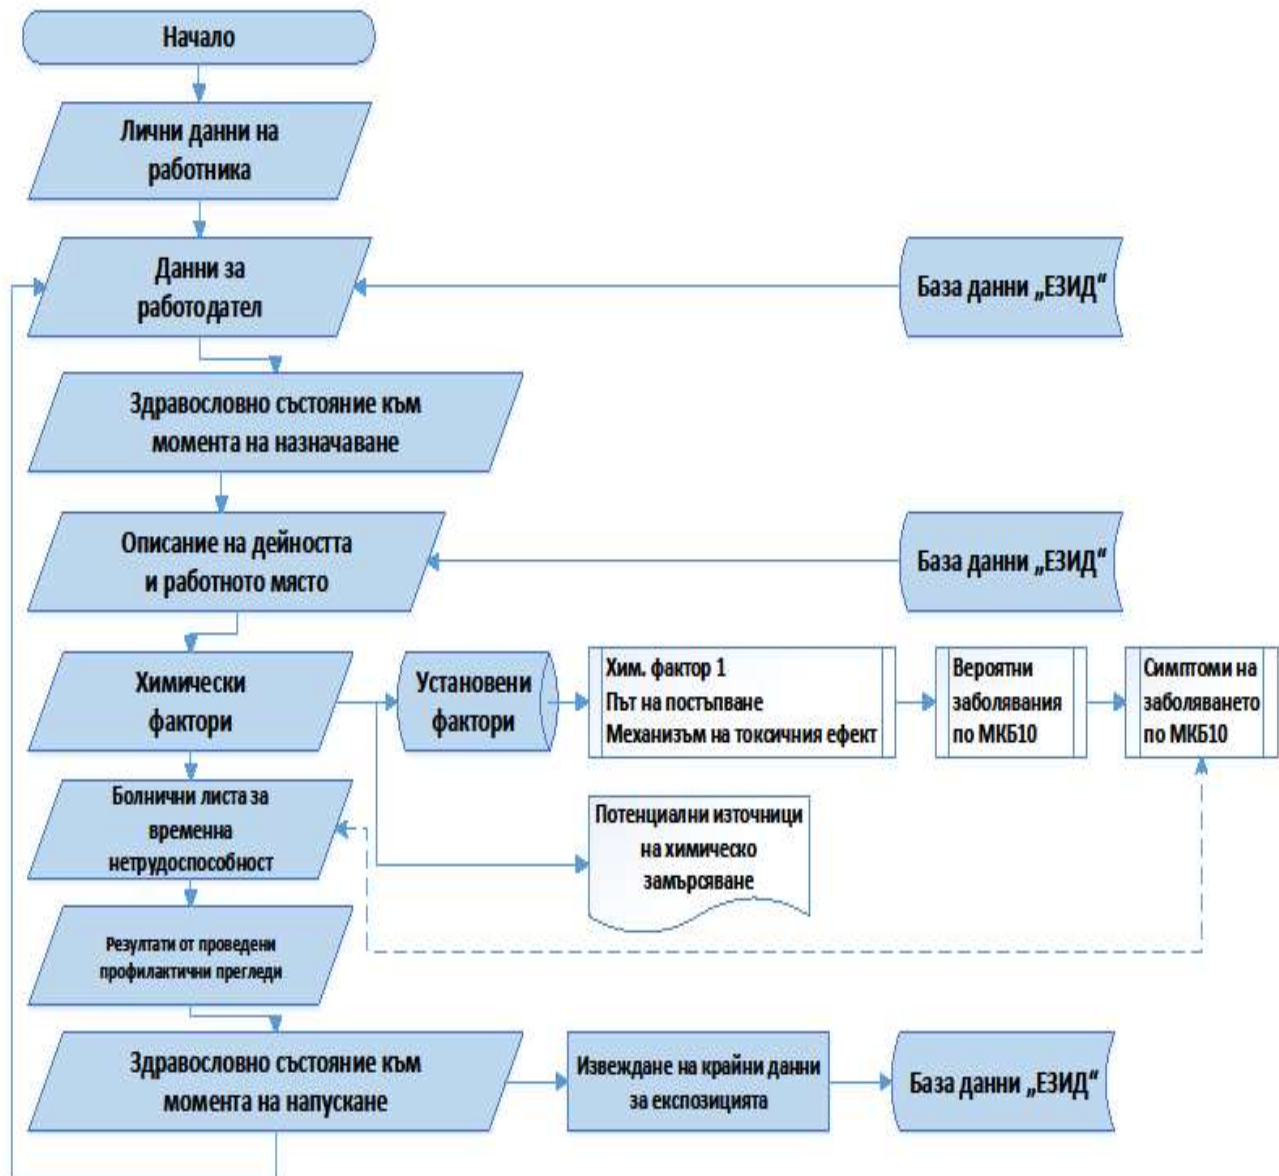 Начало
Лични данни на
работника
Данни за
работодател
База данни „ЕЗИД“
Здравословно състояние към
момента на назначаване
Описание на дейността
и работното място
База данни „ЕЗИД“
Химически
фактори
Установени
фактори
Хим. фактор 1
Път на постъпване
Механизъм на токсичния ефект
Вероятни
заболявания
по МКБ10
Симптоми на
заболяването
по МКБ10
Болнични листа за
временна
нетрудоспособност
Потенциални източници
на химическо
замърсяване
Резултати от проведени
профилактични прегледи
Здравословно състояние към
момента на напускане
Извеждане на крайни данни
за експозицията
База данни „ЕЗИД“